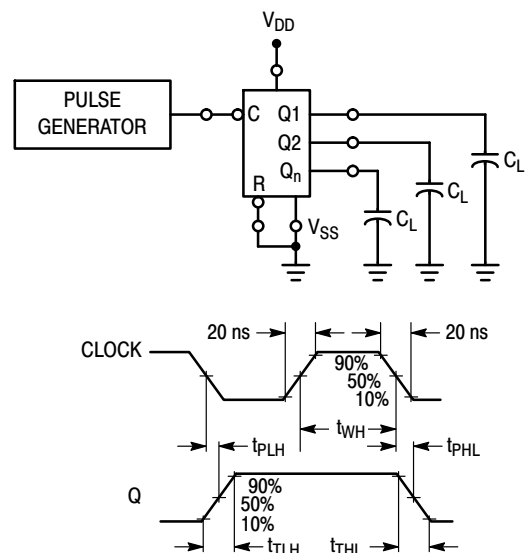 V_DD
PULSE GENERATOR
C
Q1
Q2
Q_n
R
V_SS
C_L
C_L
C_L
20 ns
20 ns
CLOCK
90%
50%
10%
t_WH
t_PLH
t_PHL
Q
90%
50%
10%
t_TLH
t_THL